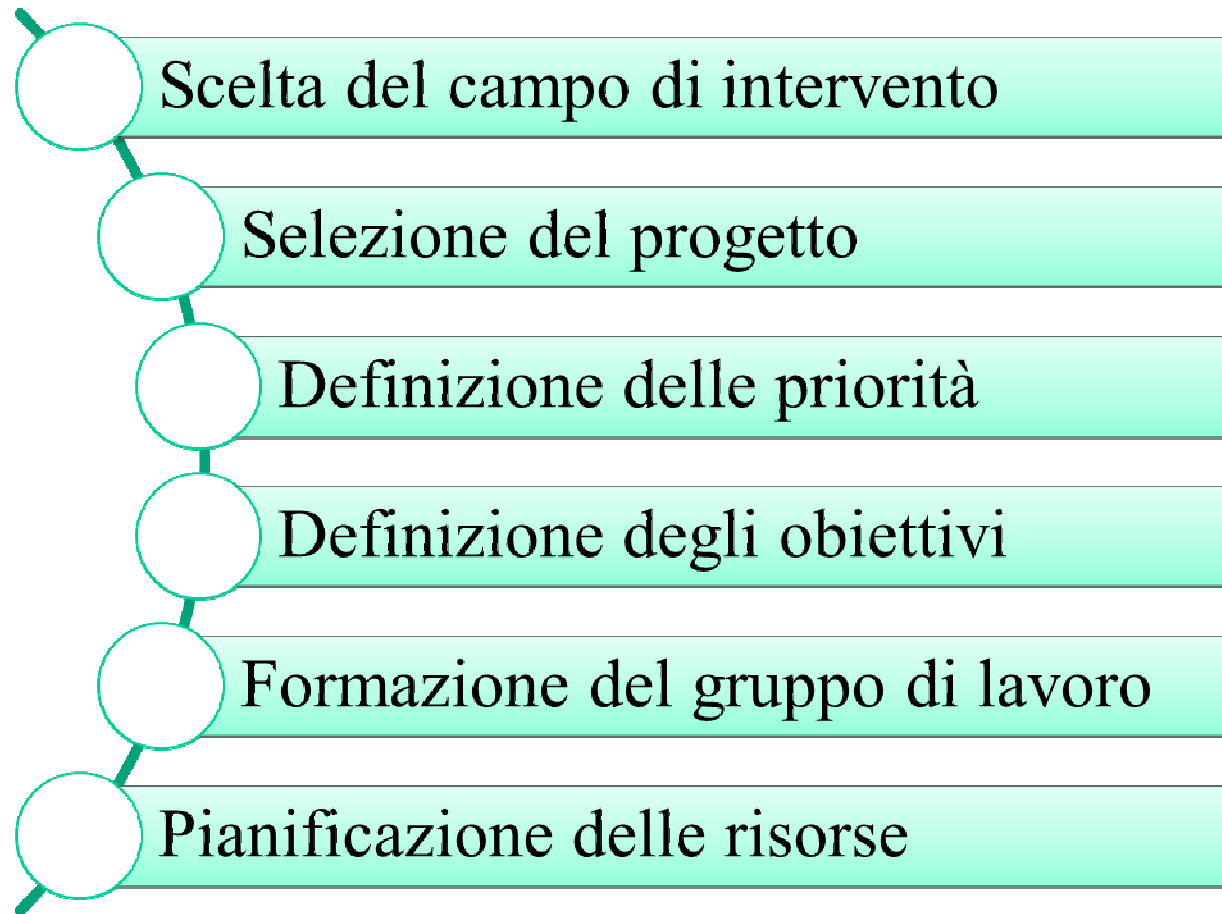 Scelta del campo di intervento
Selezione del progetto
Definizione delle priorità
Definizione degli obiettivi
Formazione del gruppo di lavoro
Pianificazione delle risorse